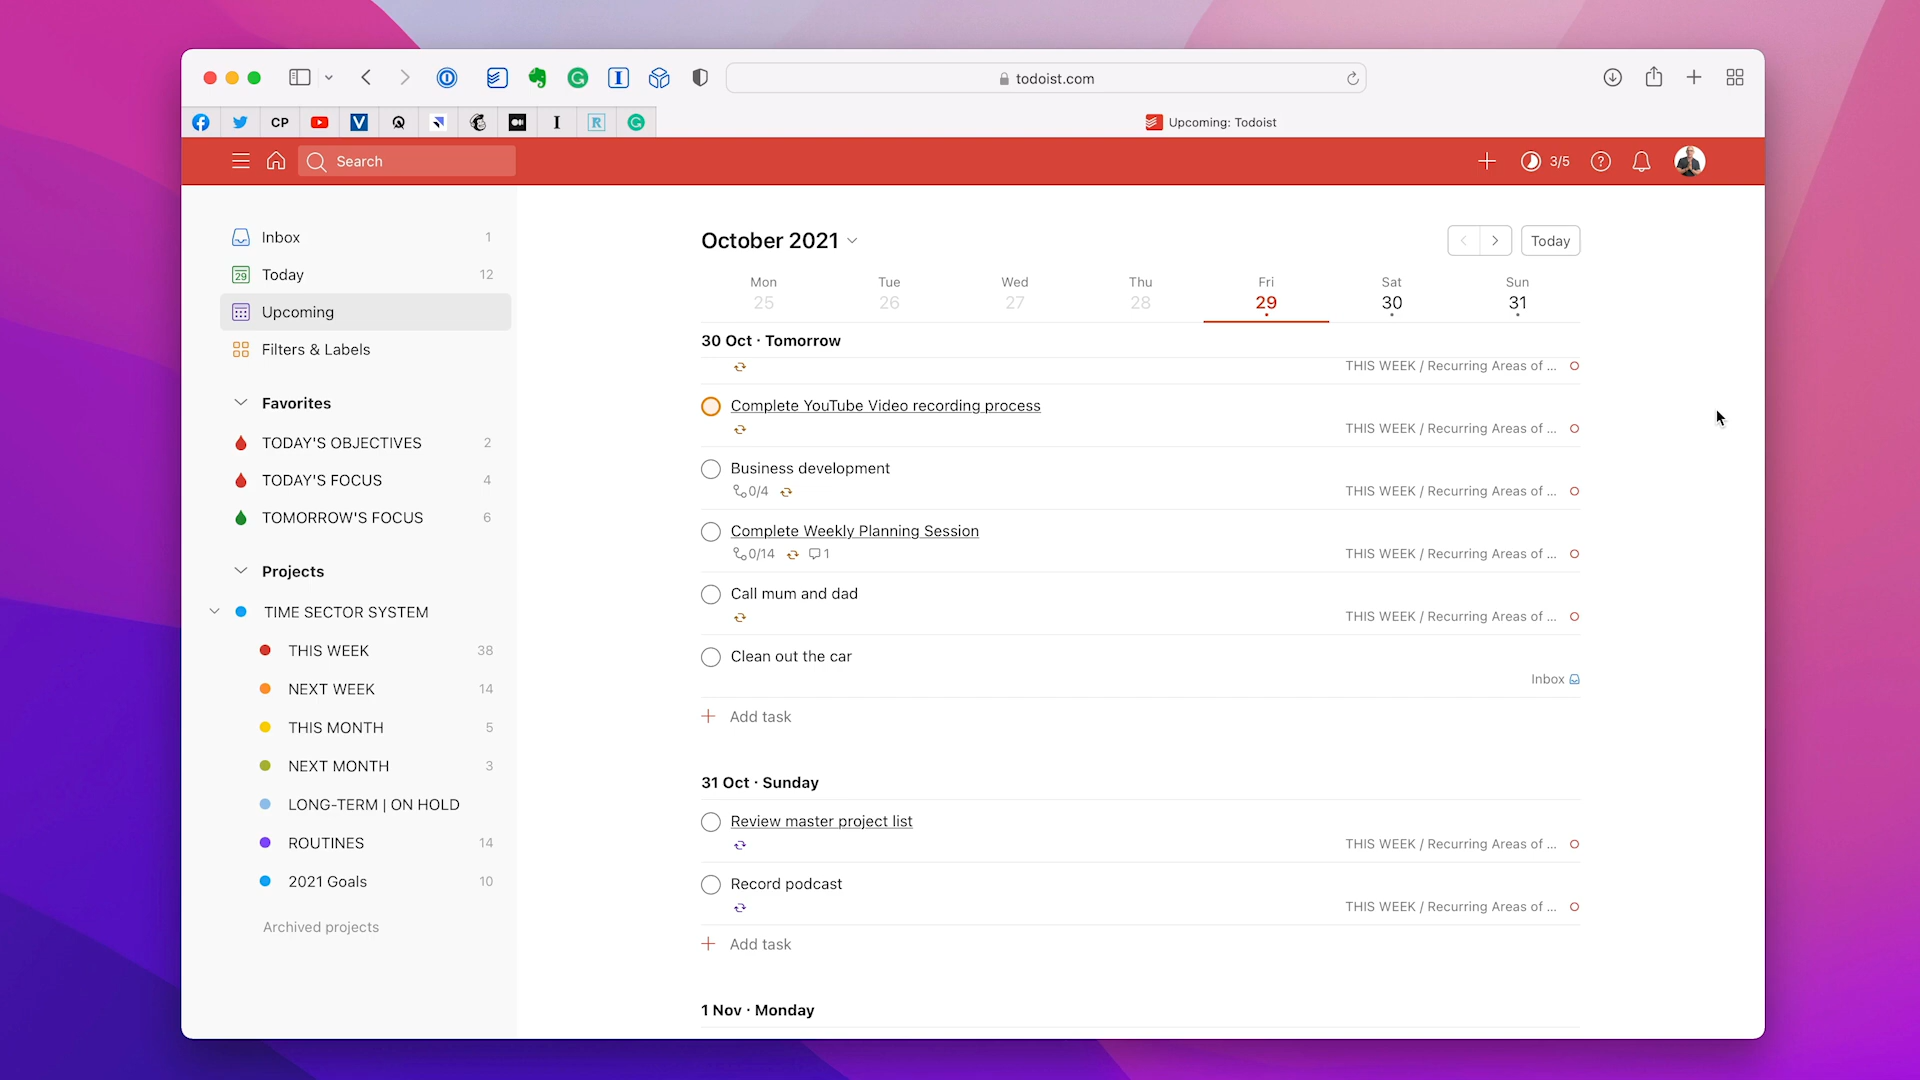 todoist.com
CP
Upcoming: Todoist
Search
3/5
Inbox 1
29 Today 12
Upcoming
Filters & Labels
Favorites
TODAY'S OBJECTIVES 2
TODAY'S FOCUS 4
TOMORROW'S FOCUS 6
Projects
TIME SECTOR SYSTEM
THIS WEEK 38
NEXT WEEK 14
THIS MONTH 5
NEXT MONTH 3
LONG-TERM | ON HOLD
ROUTINES 14
2021 Goals 10
Archived projects
October 2021
Today
Mon Tue Wed Thu Fri Sat Sun
25 26 27 28 29 30 31
30 Oct · Tomorrow
THIS WEEK / Recurring Areas of ...
Complete YouTube Video recording process
THIS WEEK / Recurring Areas of ...
Business development
0/4 THIS WEEK / Recurring Areas of ...
Complete Weekly Planning Session
0/14 1 THIS WEEK / Recurring Areas of ...
Call mum and dad
THIS WEEK / Recurring Areas of ...
Clean out the car
Inbox
+ Add task
31 Oct · Sunday
Review master project list
THIS WEEK / Recurring Areas of ...
Record podcast
THIS WEEK / Recurring Areas of ...
+ Add task
1 Nov · Monday